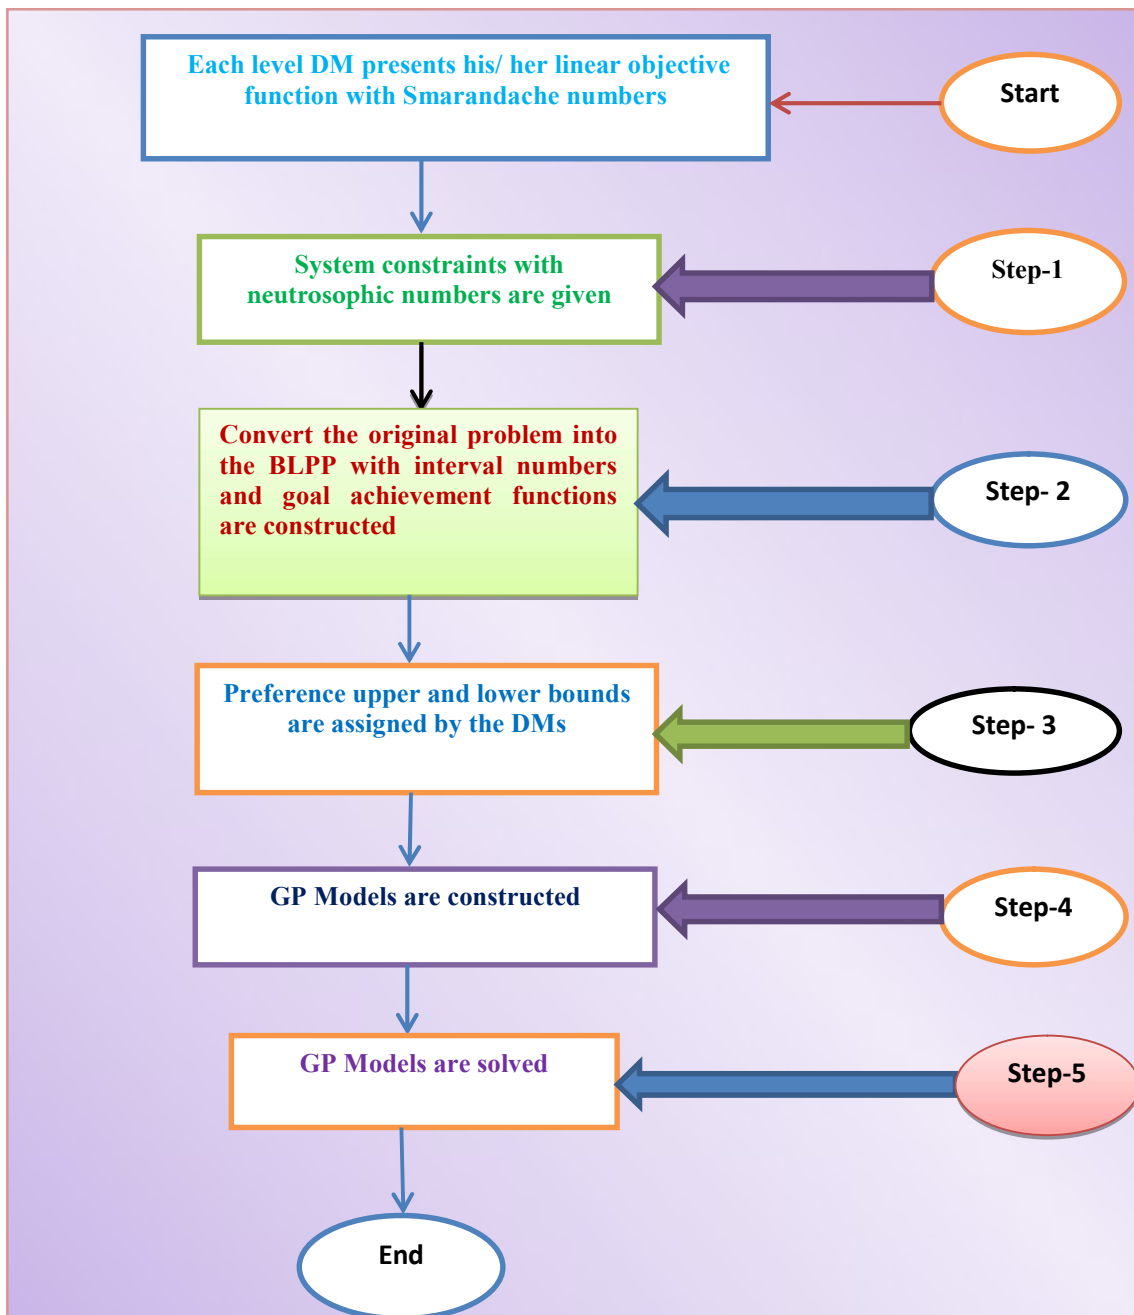 Each level DM presents his/ her linear objective
function with Smarandache numbers
Start
System constraints with
neutrosophic numbers are given
Step-1
Convert the original problem into
the BLPP with interval numbers
and goal achievement functions
are constructed
Step- 2
Preference upper and lower bounds
are assigned by the DMs
Step- 3
GP Models are constructed
Step-4
GP Models are solved
Step-5
End